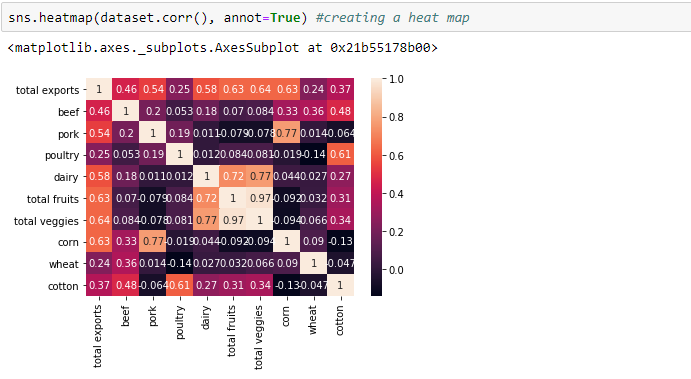 sns.heatmap(dataset.corr(), annot=True) #creating a heat map
<matplotlib.axes._subplots.AxesSubplot at 0x21b55178b00>
total exports 1 0.46 0.54 0.25 0.58 0.63 0.64 0.63 0.24 0.37
beef 0.46 1 0.2 0.053 0.18 0.07 0.084 0.33 0.36 0.48
pork 0.54 0.2 1 0.19 0.011 -0.079 -0.078 0.77 0.014 -0.064
poultry 0.25 0.053 0.19 1 0.012 0.084 0.081 -0.019 -0.14 0.61
dairy 0.58 0.18 0.011 0.012 1 0.72 0.77 0.044 0.027 0.27
total fruits 0.63 0.07 -0.079 0.084 0.72 1 0.97 -0.092 0.032 0.31
total veggies 0.64 0.084 -0.078 0.081 0.77 0.97 1 -0.094 0.066 0.34
corn 0.63 0.33 0.77 -0.019 0.044 -0.092 -0.094 1 0.09 -0.13
wheat 0.24 0.36 0.014 -0.14 0.027 0.032 0.066 0.09 1 -0.047
cotton 0.37 0.48 -0.064 0.61 0.27 0.31 0.34 -0.13 -0.047 1
total exports
beef
pork
poultry
dairy
total fruits
total veggies
corn
wheat
cotton
1.0
0.8
0.6
0.4
0.2
0.0